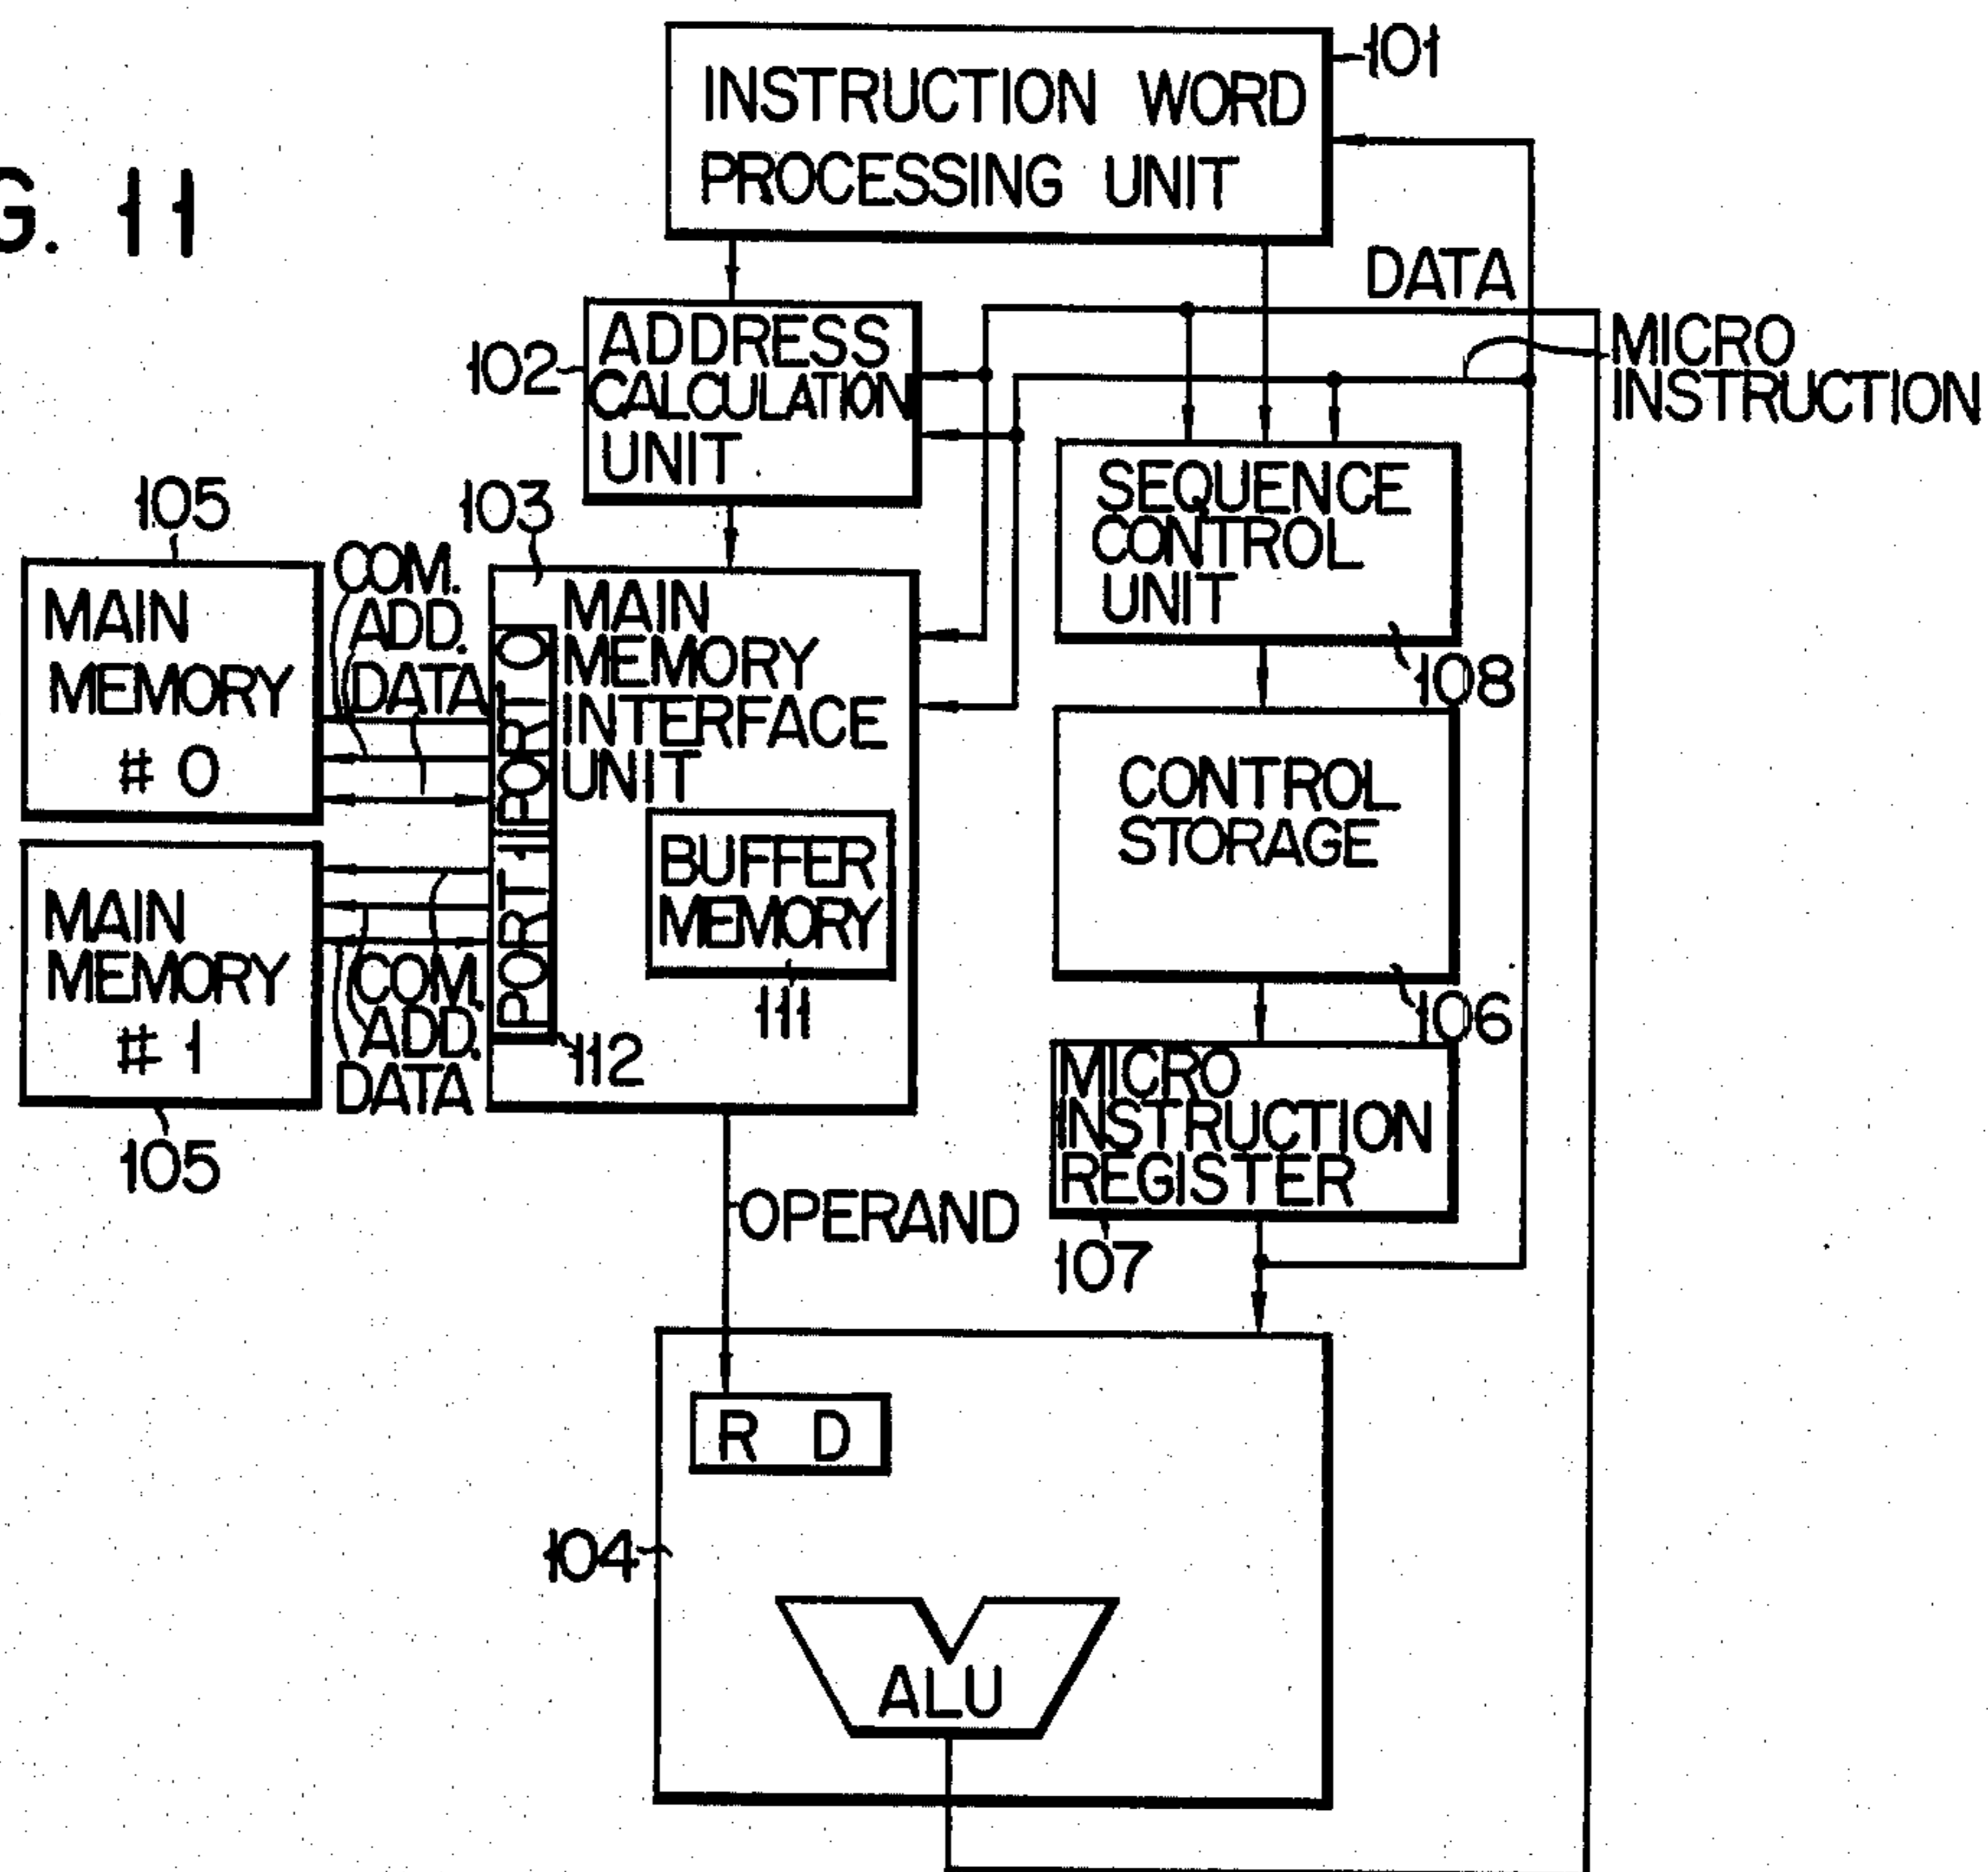 G. 11
INSTRUCTION WORD
PROCESSING UNIT
101
DATA
MICRO
INSTRUCTION
102
ADDRESS
CALCULATION
UNIT
SEQUENCE
CONTROL
UNIT
108
105
103
MAIN
MEMORY
# 0
COM.
ADD.
DATA
PORT 0
MAIN
MEMORY
INTERFACE
UNIT
CONTROL
STORAGE
106
MAIN
MEMORY
# 1
105
COM.
ADD.
DATA
PORT 1
112
BUFFER
MEMORY
111
MICRO
INSTRUCTION
REGISTER
107
OPERAND
R D
104
ALU